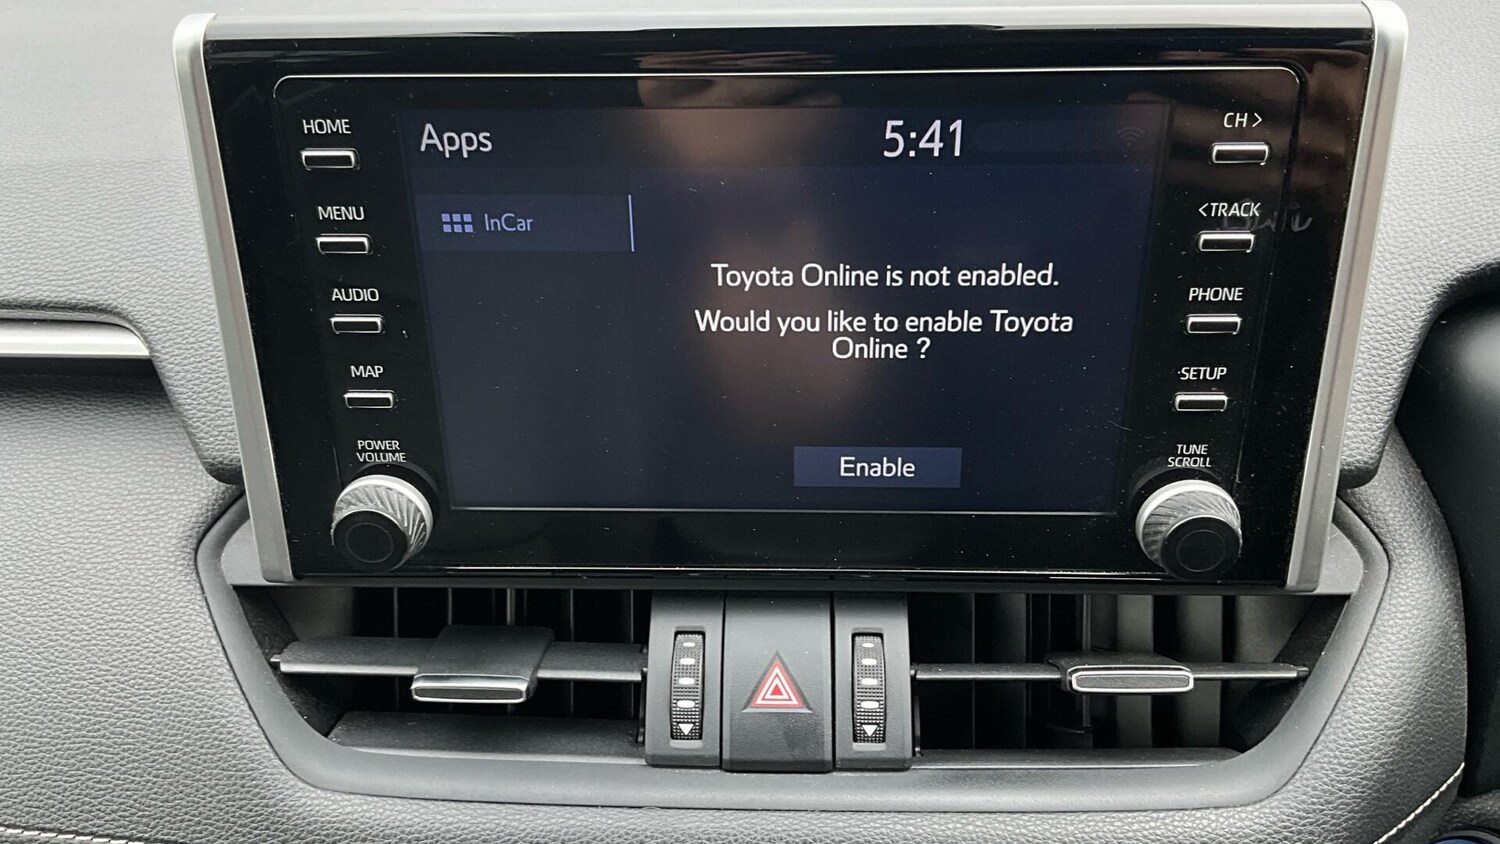 HOME
MENU
AUDIO
MAP
POWER
VOLUME
Apps
5:41
InCar
Toyota Online is not enabled.
Would you like to enable Toyota
Online ?
Enable
CH >
< TRACK
PHONE
SETUP
TUNE
SCROLL